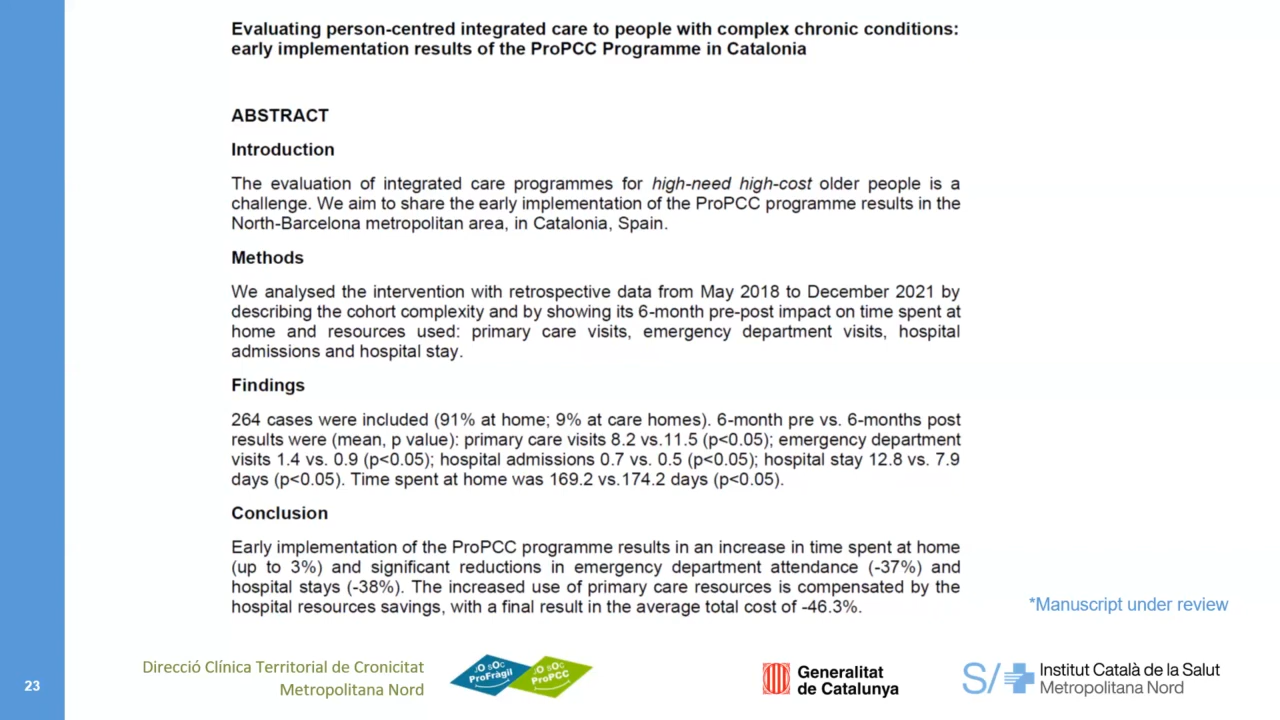 Evaluating person-centred integrated care to people with complex chronic conditions:
early implementation results of the ProPCC Programme in Catalonia
ABSTRACT
Introduction
The evaluation of integrated care programmes for high-need high-cost older people is a
challenge. We aim to share the early implementation of the ProPCC programme results in the
North-Barcelona metropolitan area, in Catalonia, Spain.
Methods
We analysed the intervention with retrospective data from May 2018 to December 2021 by
describing the cohort complexity and by showing its 6-month pre-post impact on time spent at
home and resources used: primary care visits, emergency department visits, hospital
admissions and hospital stay.
Findings
264 cases were included (91% at home; 9% at care homes). 6-month pre vs. 6-months post
results were (mean, p value): primary care visits 8.2 vs.11.5 (p<0.05); emergency department
visits 1.4 vs. 0.9 (p<0.05); hospital admissions 0.7 vs. 0.5 (p<0.05); hospital stay 12.8 vs. 7.9
days (p<0.05). Time spent at home was 169.2 vs.174.2 days (p<0.05).
Conclusion
Early implementation of the ProPCC programme results in an increase in time spent at home
(up to 3%) and significant reductions in emergency department attendance (-37%) and
hospital stays (-38%). The increased use of primary care resources is compensated by the
hospital resources savings, with a final result in the average total cost of -46.3%.
*Manuscript under review
23
Direcció Clínica Territorial de Cronicitat
Metropolitana Nord
JO SOC
ProFràgil
JO SOC
ProPCC
Generalitat
de Catalunya
S/
Institut Català de la Salut
Metropolitana Nord